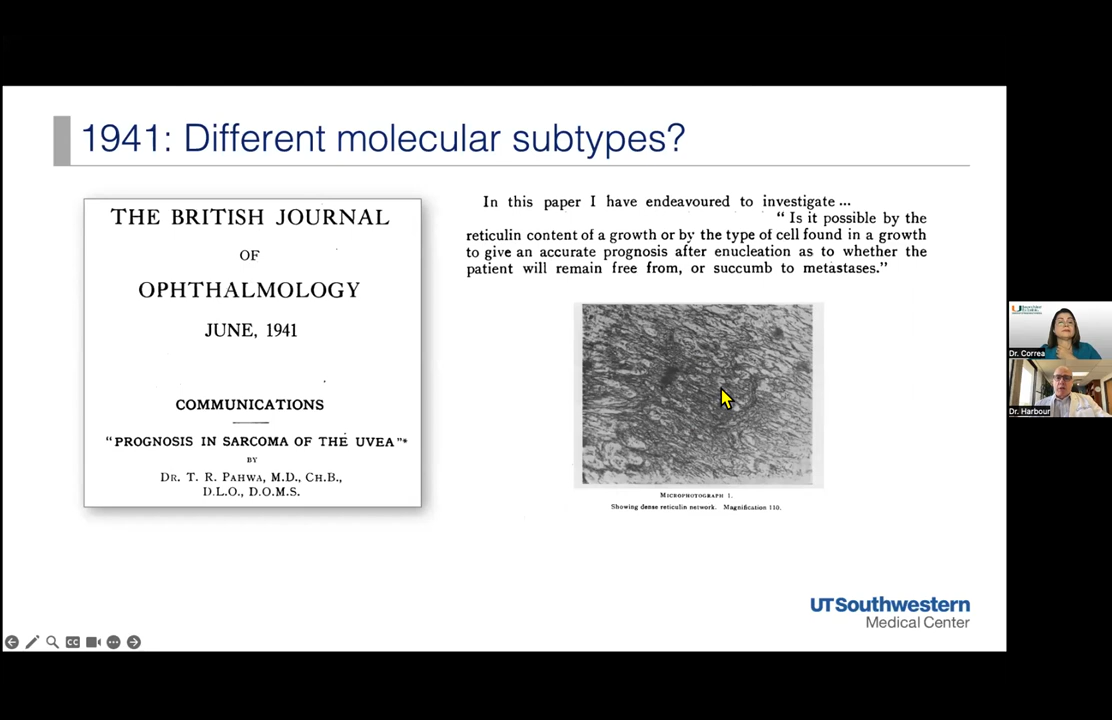 1941: Different molecular subtypes?
THE BRITISH JOURNAL
OF
OPHTHALMOLOGY
JUNE, 1941
COMMUNICATIONS
"PROGNOSIS IN SARCOMA OF THE UVEA"*
BY
DR. T. R. PAHWA, M.D., CH.B.,
D.L.O., D.O.M.S.
In this paper I have endeavoured to investigate ...
" Is it possible by the
reticulin content of a growth or by the type of cell found in a growth
to give an accurate prognosis after enucleation as to whether the
patient will remain free from, or succumb to metastases."
MICROPHOTOGRAPH 1.
Showing dense reticulin network. Magnification 110.
UTSouthwestern
Medical Center
CC
Dr. Correa
Dr. Harbour